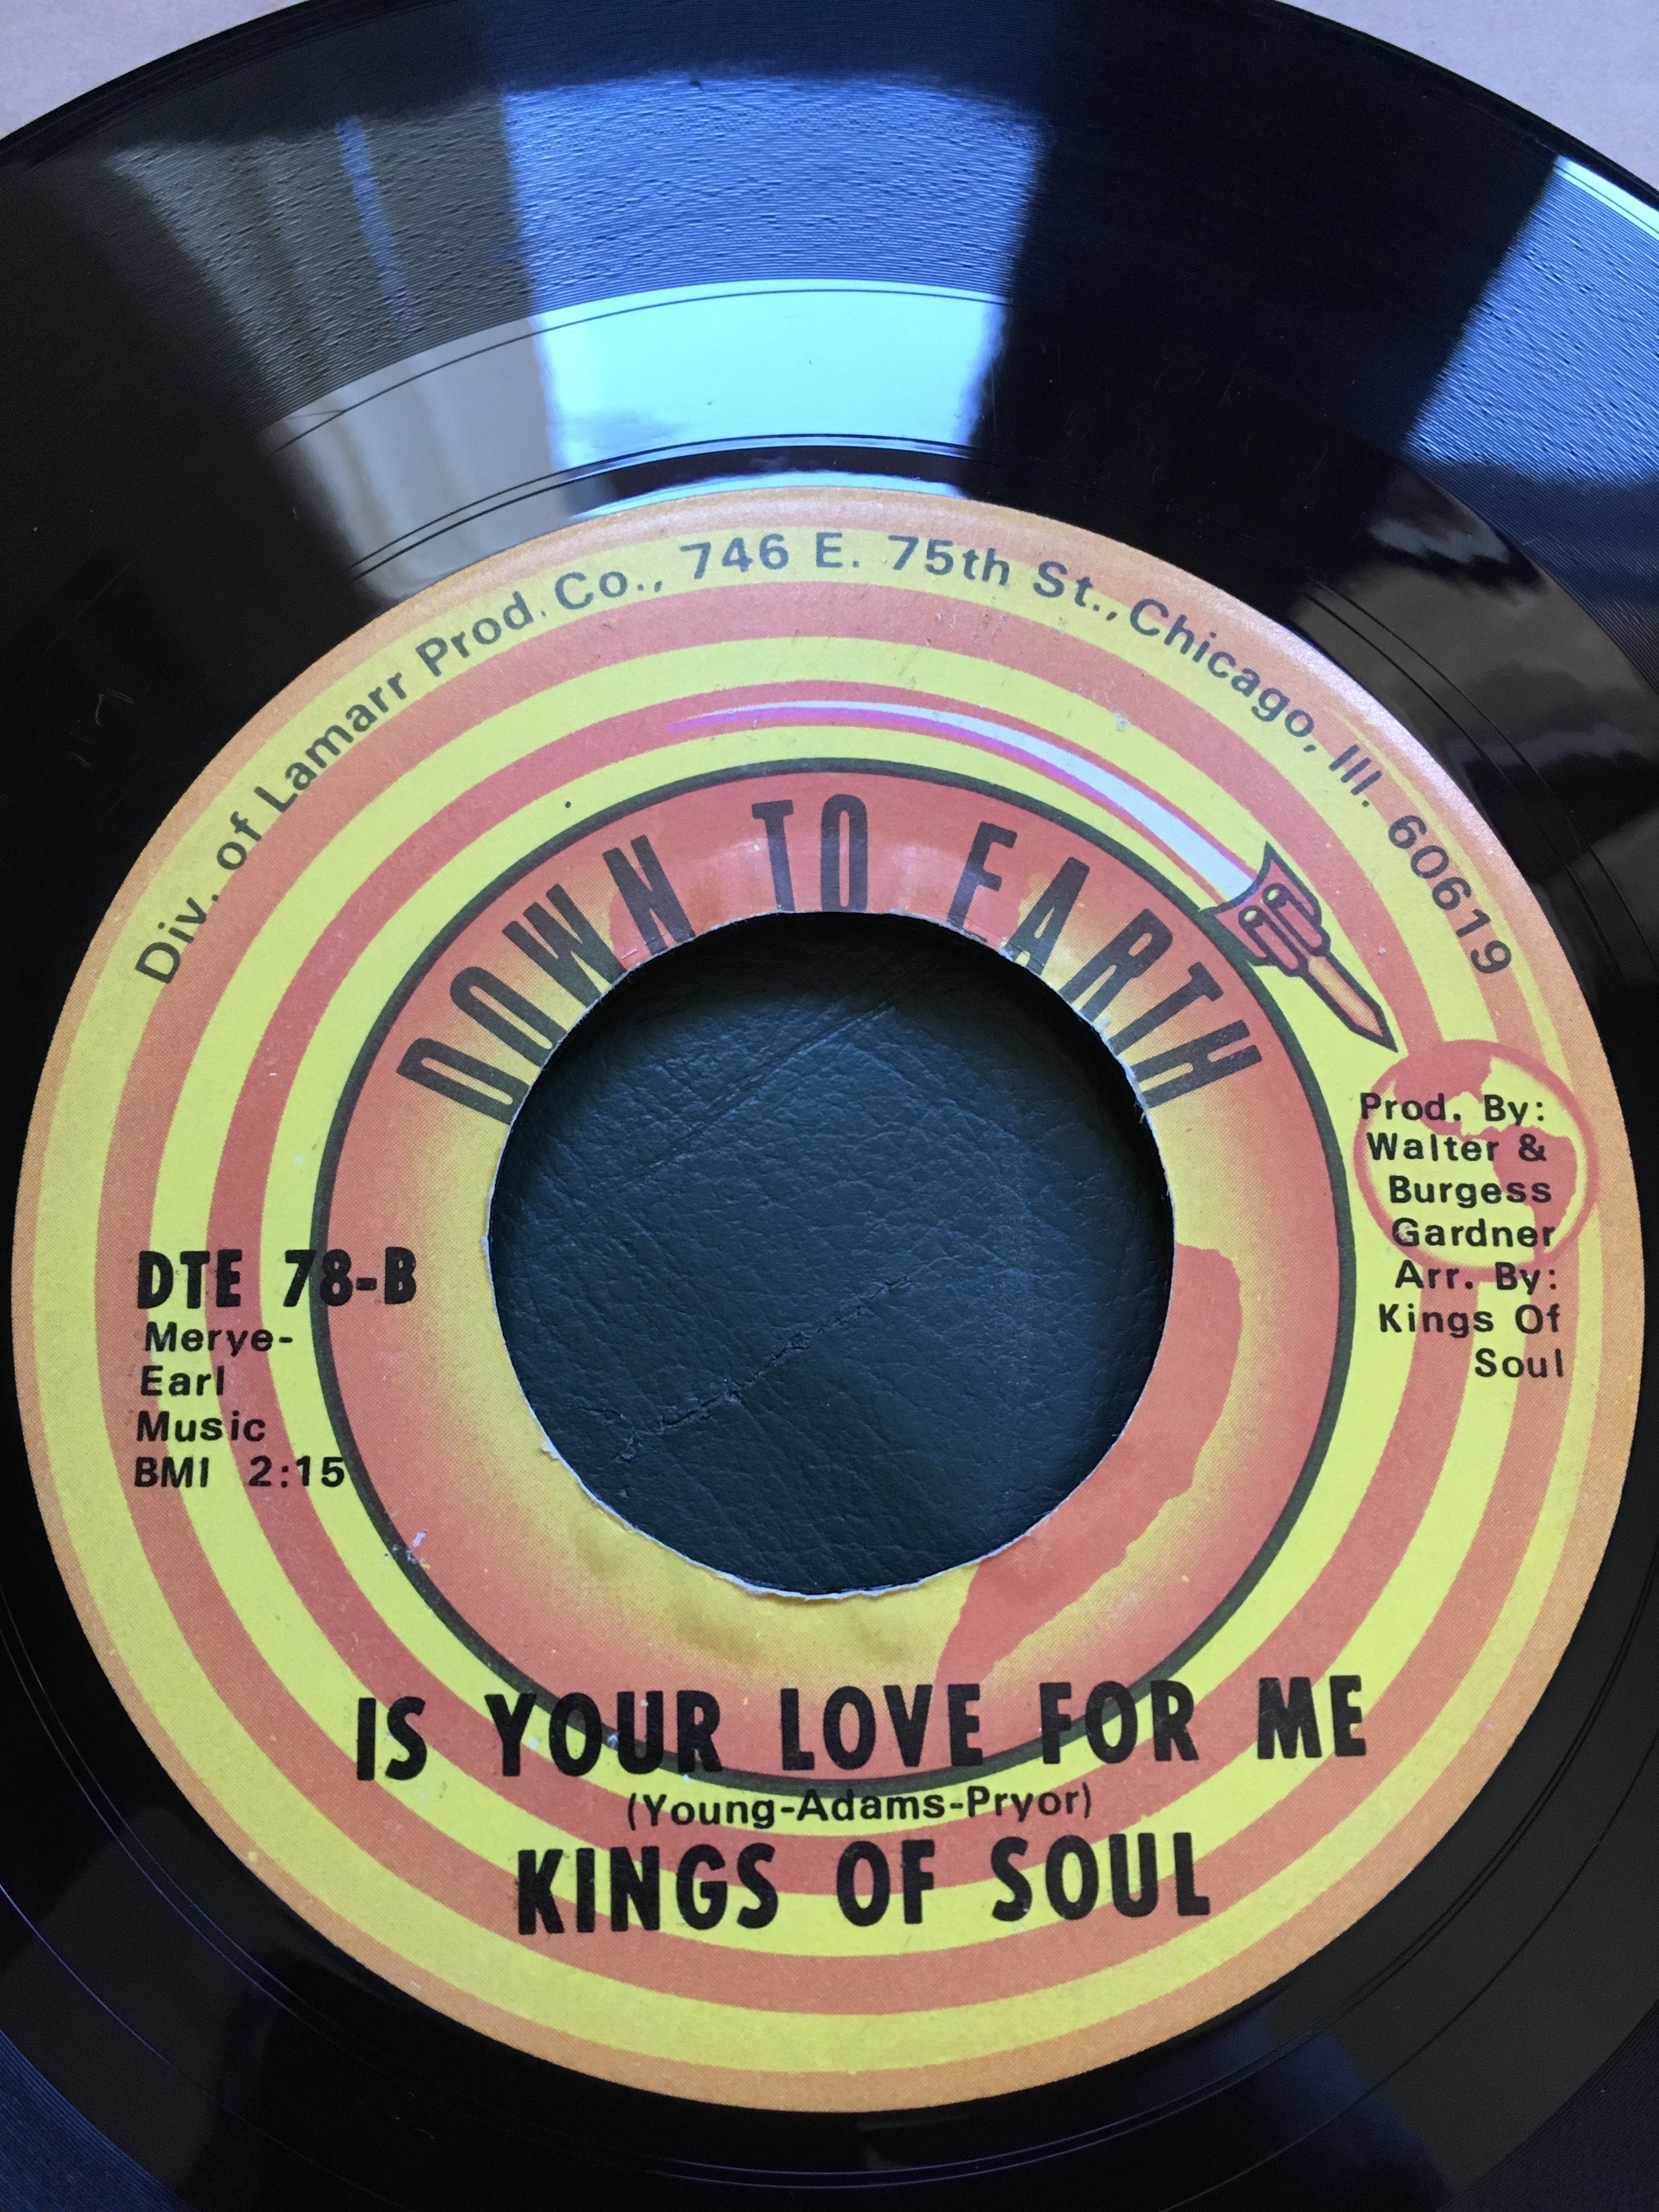 Div. of Lamarr Prod. Co., 746 E. 75th St., Chicago, Ill. 60619
DOWN TO EARTH
DTE 78-B
Merye-
Earl
Music
BMI 2:15
Prod. By:
Walter &
Burgess
Gardner
Arr. By:
Kings Of
Soul
IS YOUR LOVE FOR ME
(Young-Adams-Pryor)
KINGS OF SOUL